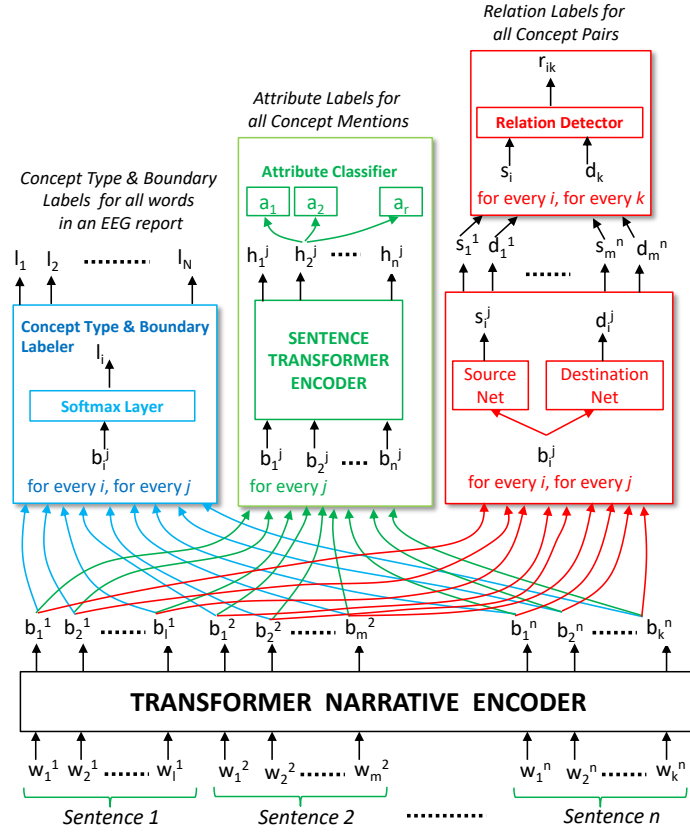 Relation Labels for
all Concept Pairs
r_ik
Relation Detector
s_i d_k
for every i, for every k
Attribute Labels for
all Concept Mentions
Attribute Classifier
a_1 a_2 a_r
h_1^j h_2^j ..... h_n^j
SENTENCE
TRANSFORMER
ENCODER
b_1^j b_2^j ..... b_n^j
for every j
Concept Type & Boundary
Labels for all words
in an EEG report
l_1 l_2 ......... l_N
Concept Type & Boundary
Labeler
l_i
Softmax Layer
b_i^j
for every i, for every j
s_1^1 d_1^1 ...... s_m^n d_m^n
s_i^j d_i^j
Source
Net
Destination
Net
b_i^j
for every i, for every j
b_1^1 b_2^1 ...... b_l^1 b_1^2 b_2^2 ...... b_m^2 b_1^n b_2^n ...... b_k^n
TRANSFORMER NARRATIVE ENCODER
w_1^1 w_2^1 ...... w_l^1 w_1^2 w_2^2 ...... w_m^2 w_1^n w_2^n ...... w_k^n
Sentence 1 Sentence 2 ......... Sentence n